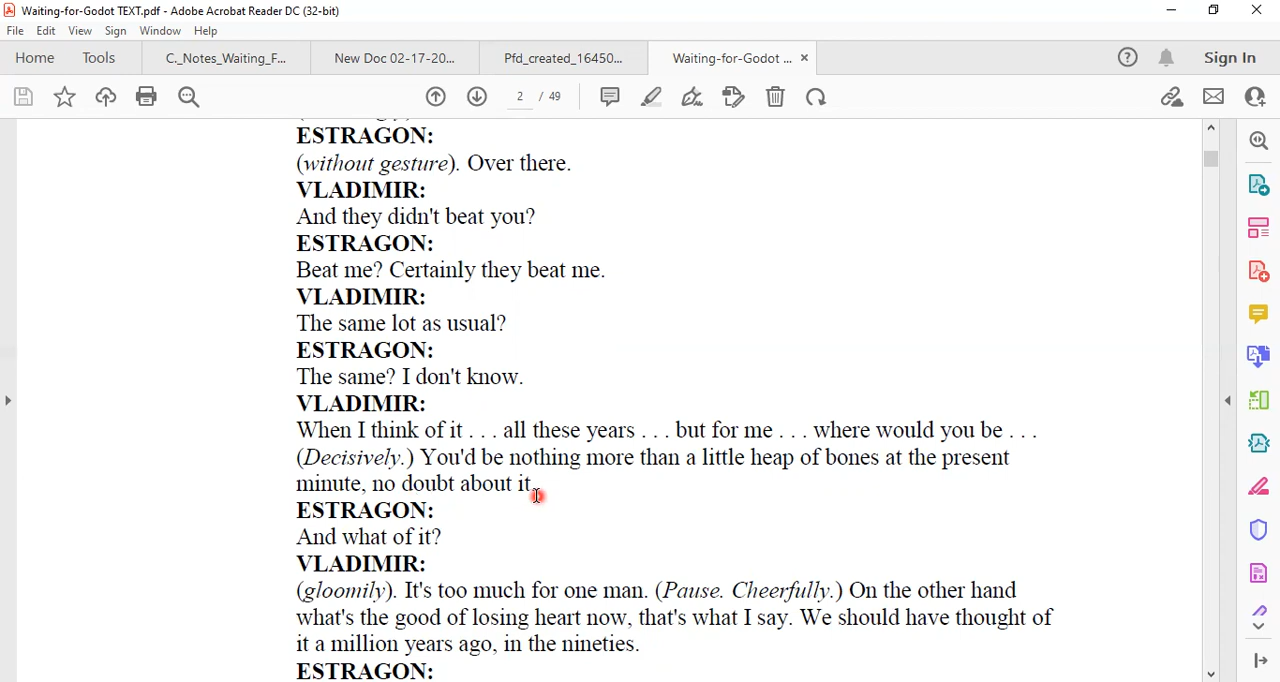 Waiting-for-Godot TEXT.pdf - Adobe Acrobat Reader DC (32-bit)
File Edit View Sign Window Help
Home Tools C._Notes_Waiting_F... New Doc 02-17-20... Pfd_created_16450... Waiting-for-Godot ... × Sign In
2 / 49
ESTRAGON:
(without gesture). Over there.
VLADIMIR:
And they didn't beat you?
ESTRAGON:
Beat me? Certainly they beat me.
VLADIMIR:
The same lot as usual?
ESTRAGON:
The same? I don't know.
VLADIMIR:
When I think of it . . . all these years . . . but for me . . . where would you be . . .
(Decisively.) You'd be nothing more than a little heap of bones at the present
minute, no doubt about it.
ESTRAGON:
And what of it?
VLADIMIR:
(gloomily). It's too much for one man. (Pause. Cheerfully.) On the other hand
what's the good of losing heart now, that's what I say. We should have thought of
it a million years ago, in the nineties.
ESTRAGON: